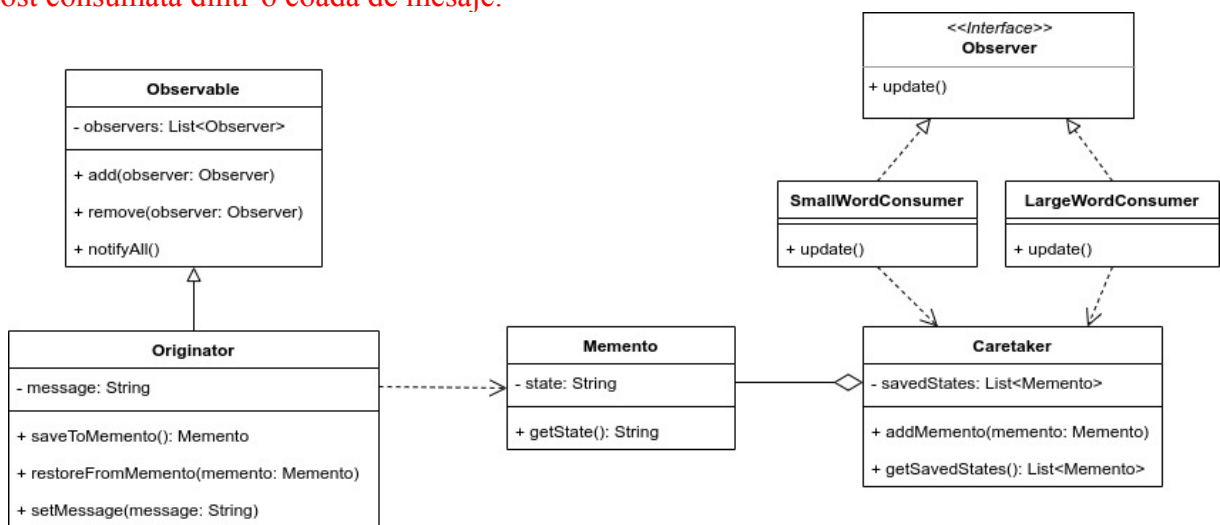 ost consumata dintr-o coada de mesaje.
<<Interface>>
Observer
+ update()
Observable
- observers: List<Observer>
+ add(observer: Observer)
+ remove(observer: Observer)
+ notifyAll()
SmallWordConsumer
+ update()
LargeWordConsumer
+ update()
Originator
- message: String
+ saveToMemento(): Memento
+ restoreFromMemento(memento: Memento)
+ setMessage(message: String)
Memento
- state: String
+ getState(): String
Caretaker
- savedStates: List<Memento>
+ addMemento(memento: Memento)
+ getSavedStates(): List<Memento>